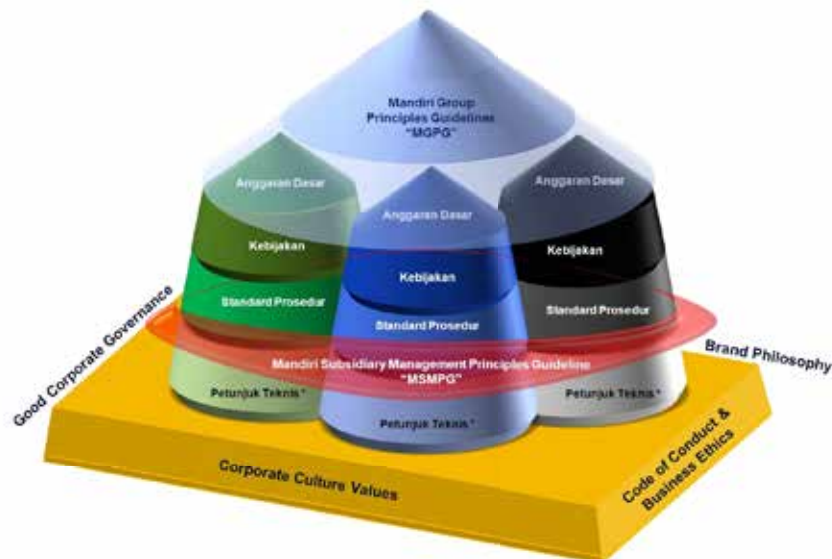 Mandiri Group
Principles Guidelines
"MGPG"
Anggaran Dasar
Anggaran Dasar
Anggaran Dasar
Kebijakan
Kebijakan
Kebijakan
Standard Prosedur
Standard Prosedur
Standard Prosedur
Mandiri Subsidiary Management Principles Guideline
"MSMPG"
Petunjuk Teknis *
Petunjuk Teknis *
Petunjuk Teknis *
Good Corporate Governance
Brand Philosophy
Corporate Culture Values
Code of Conduct &
Business Ethics